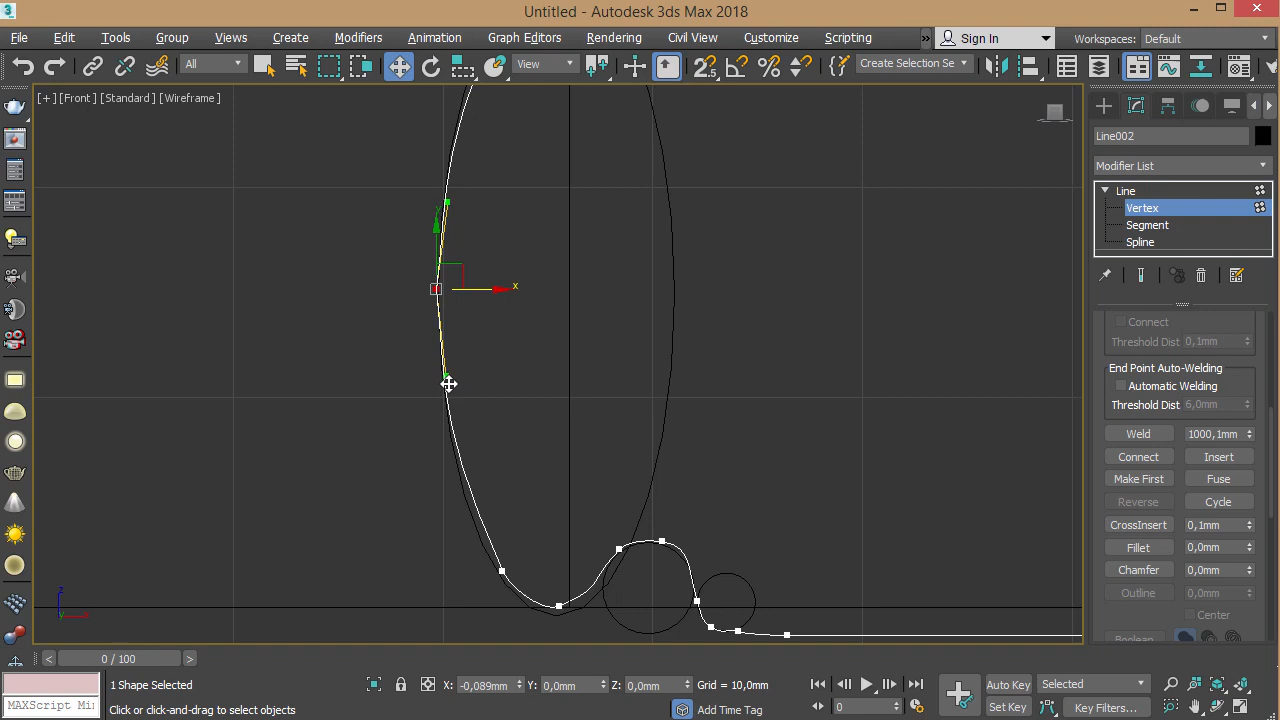 Untitled - Autodesk 3ds Max 2018
File Edit Tools Group Views Create Modifiers Animation Graph Editors Rendering Civil View Customize Scripting » Sign In Workspaces: Default
All View 2.5 Create Selection Se
[+] [Front] [Standard] [Wireframe]
Line002
Modifier List
Line
Vertex
Segment
Spline
y
x
Connect
Threshold Dist 0,1mm
End Point Auto-Welding
Automatic Welding
Threshold Dist 6,0mm
Weld 1000,1mm
Connect Insert
Make First Fuse
Reverse Cycle
CrossInsert 0,1mm
Fillet 0,0mm
Chamfer 0,0mm
Outline 0,0mm
Center
Boolean
z
y
x
< 0 / 100 >
1 Shape Selected X: -0,089mm Y: 0,0mm Z: 0,0mm Grid = 10,0mm Auto Key Selected
MAXScript Mi Click or click-and-drag to select objects Add Time Tag 0 Set Key Key Filters...